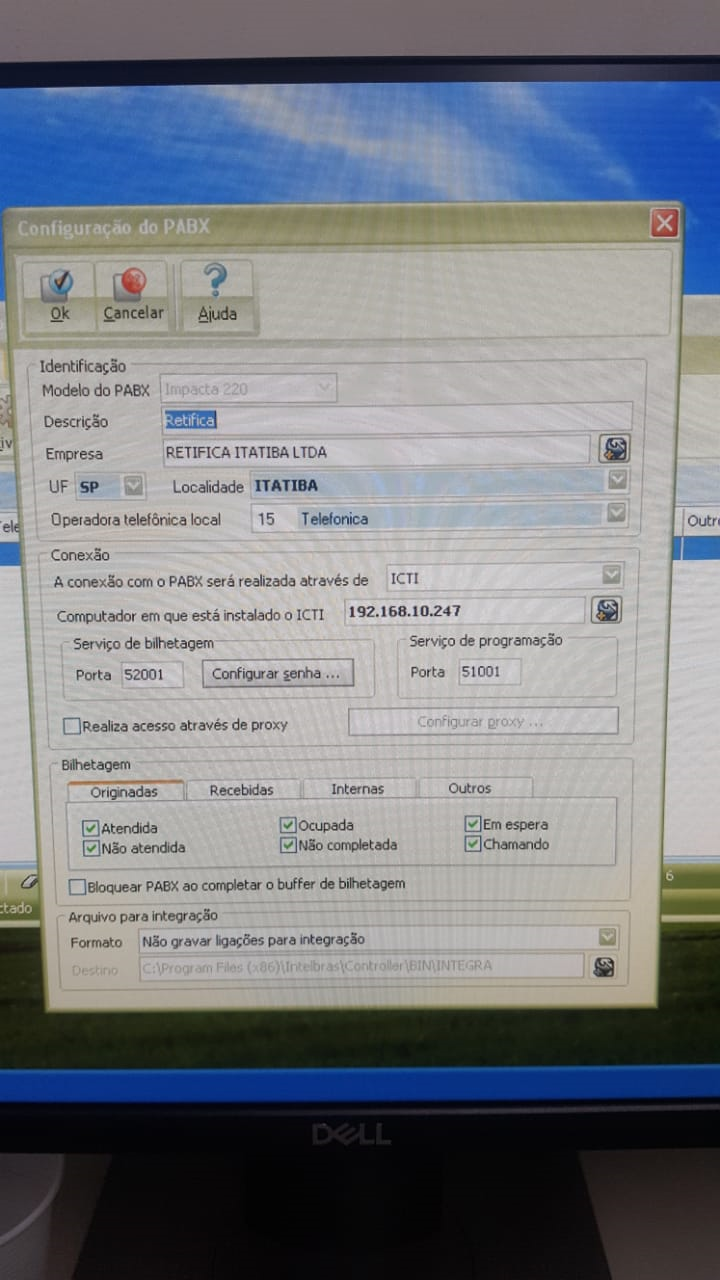 Configuração do PABX
Ok Cancelar Ajuda
Identificação
Modelo do PABX Impacta 220
Descrição Retifica
Empresa RETIFICA ITATIBA LTDA
UF SP Localidade ITATIBA
Operadora telefônica local 15 Telefonica
Outro
Conexão
A conexão com o PABX será realizada através de ICTI
Computador em que está instalado o ICTI 192.168.10.247
Serviço de bilhetagem Serviço de programação
Porta 52001 Configurar senha ... Porta 51001
Realiza acesso através de proxy Configurar proxy ...
Bilhetagem
Originadas Recebidas Internas Outros
Atendida Ocupada Em espera
Não atendida Não completada Chamando
6
Bloquear PABX ao completar o buffer de bilhetagem
ctado
Arquivo para integração
Formato Não gravar ligações para integração
Destino C:\Program Files (x86)\Intelbras\Controller\BIN\INTEGRA
DELL